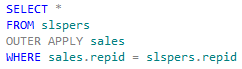 SELECT *
FROM slspers
OUTER APPLY sales
WHERE sales.repid = slspers.repid